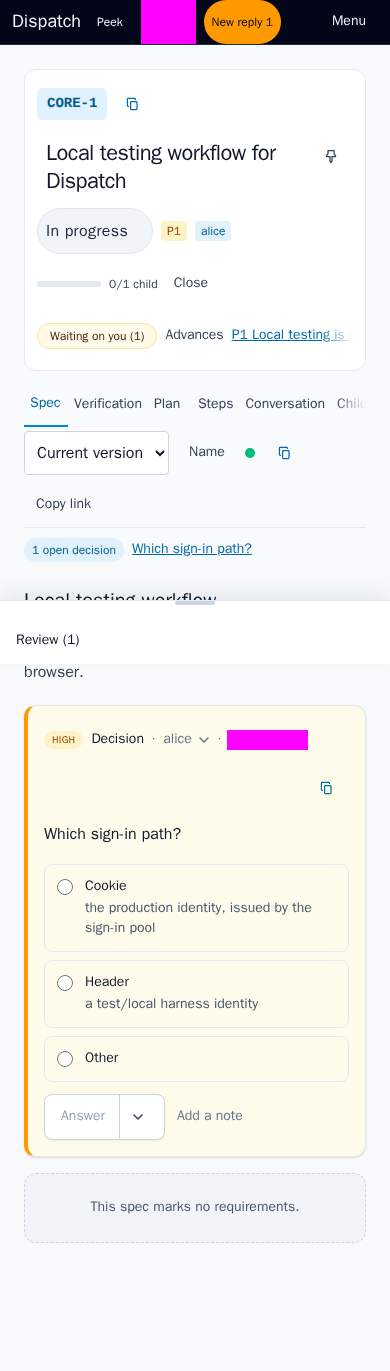 Dispatch Peek New reply 1 Menu
CORE-1
Local testing workflow for
Dispatch
In progress P1 alice
0/1 child Close
Waiting on you (1) Advances P1 Local testing is
Spec Verification Plan Steps Conversation Chil
Current version Name
Copy link
1 open decision Which sign-in path?
Local testing workflow
Review (1)
browser.
HIGH Decision · alice ·
Which sign-in path?
Cookie
the production identity, issued by the
sign-in pool
Header
a test/local harness identity
Other
Answer Add a note
This spec marks no requirements.